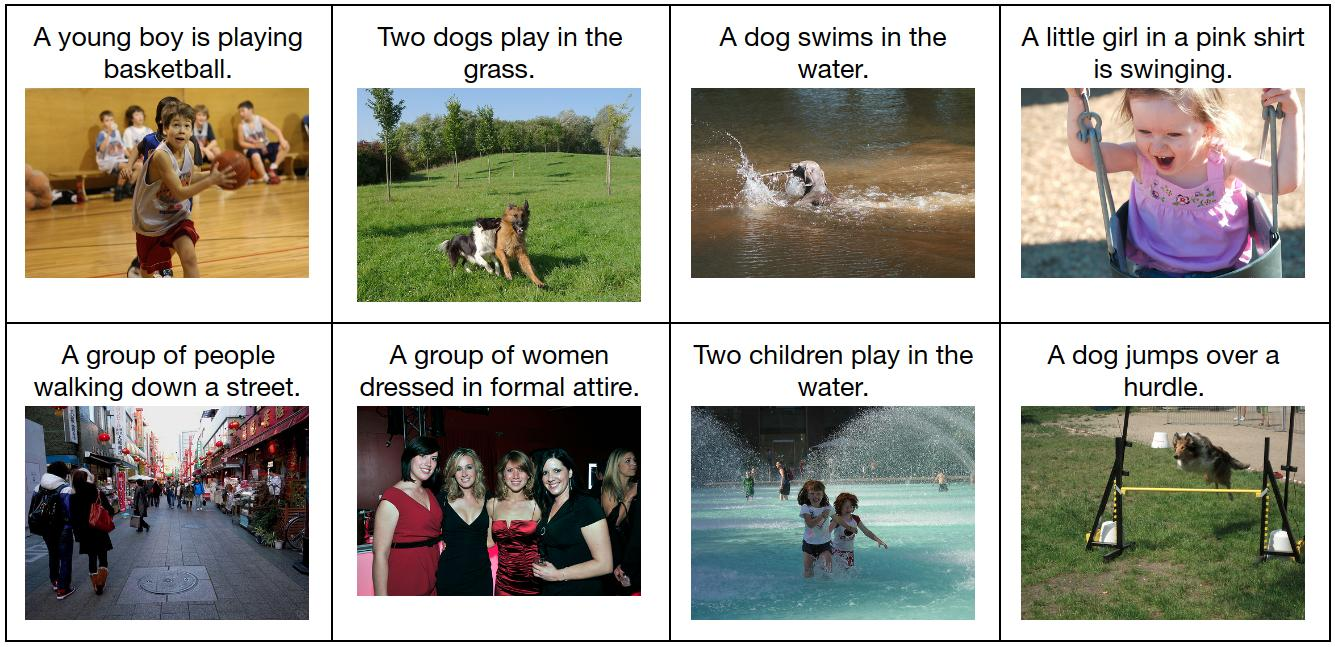 A young boy is playing
basketball.
Two dogs play in the
grass.
A dog swims in the
water.
A little girl in a pink shirt
is swinging.
A group of people
walking down a street.
A group of women
dressed in formal attire.
Two children play in the
water.
A dog jumps over a
hurdle.